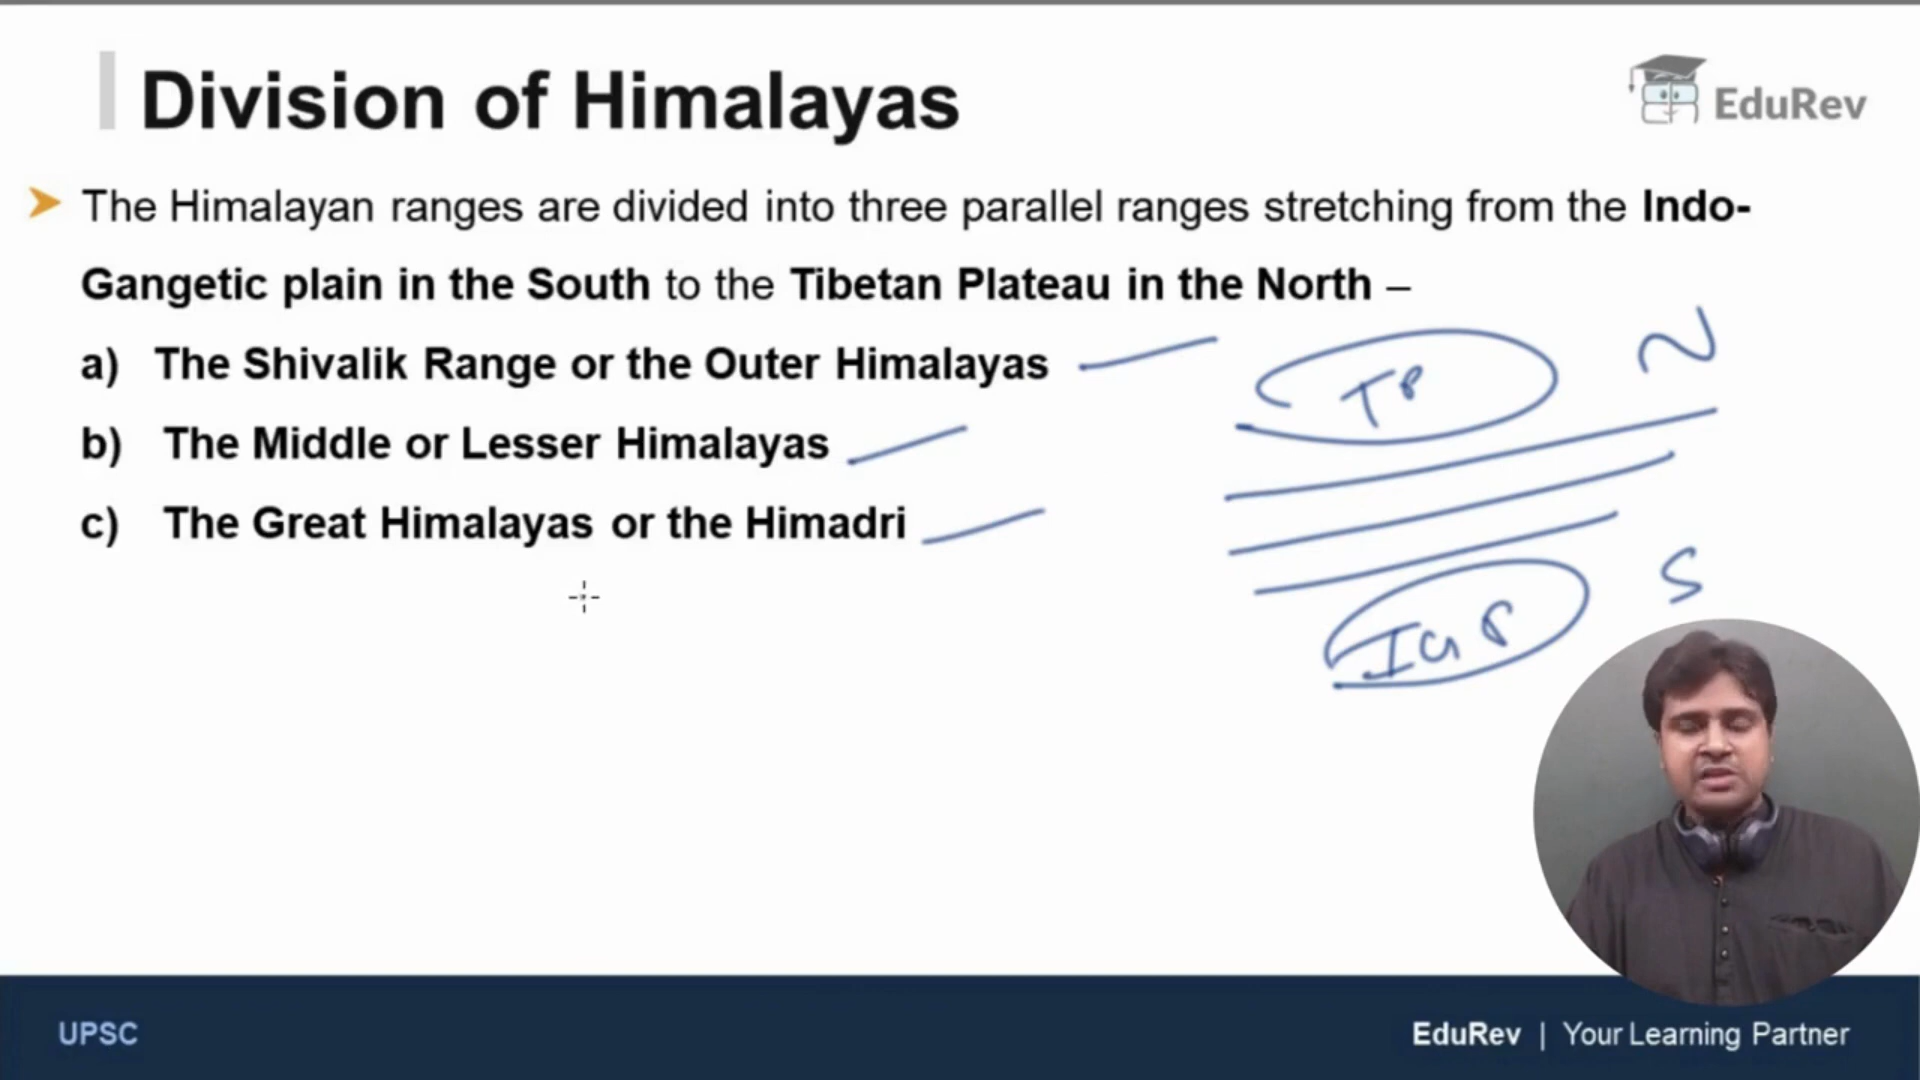 Division of Himalayas
EduRev
The Himalayan ranges are divided into three parallel ranges stretching from the Indo-
Gangetic plain in the South to the Tibetan Plateau in the North –
a) The Shivalik Range or the Outer Himalayas
b) The Middle or Lesser Himalayas
c) The Great Himalayas or the Himadri
N
TP
S
IGP
UPSC
EduRev | Your Learning Partner